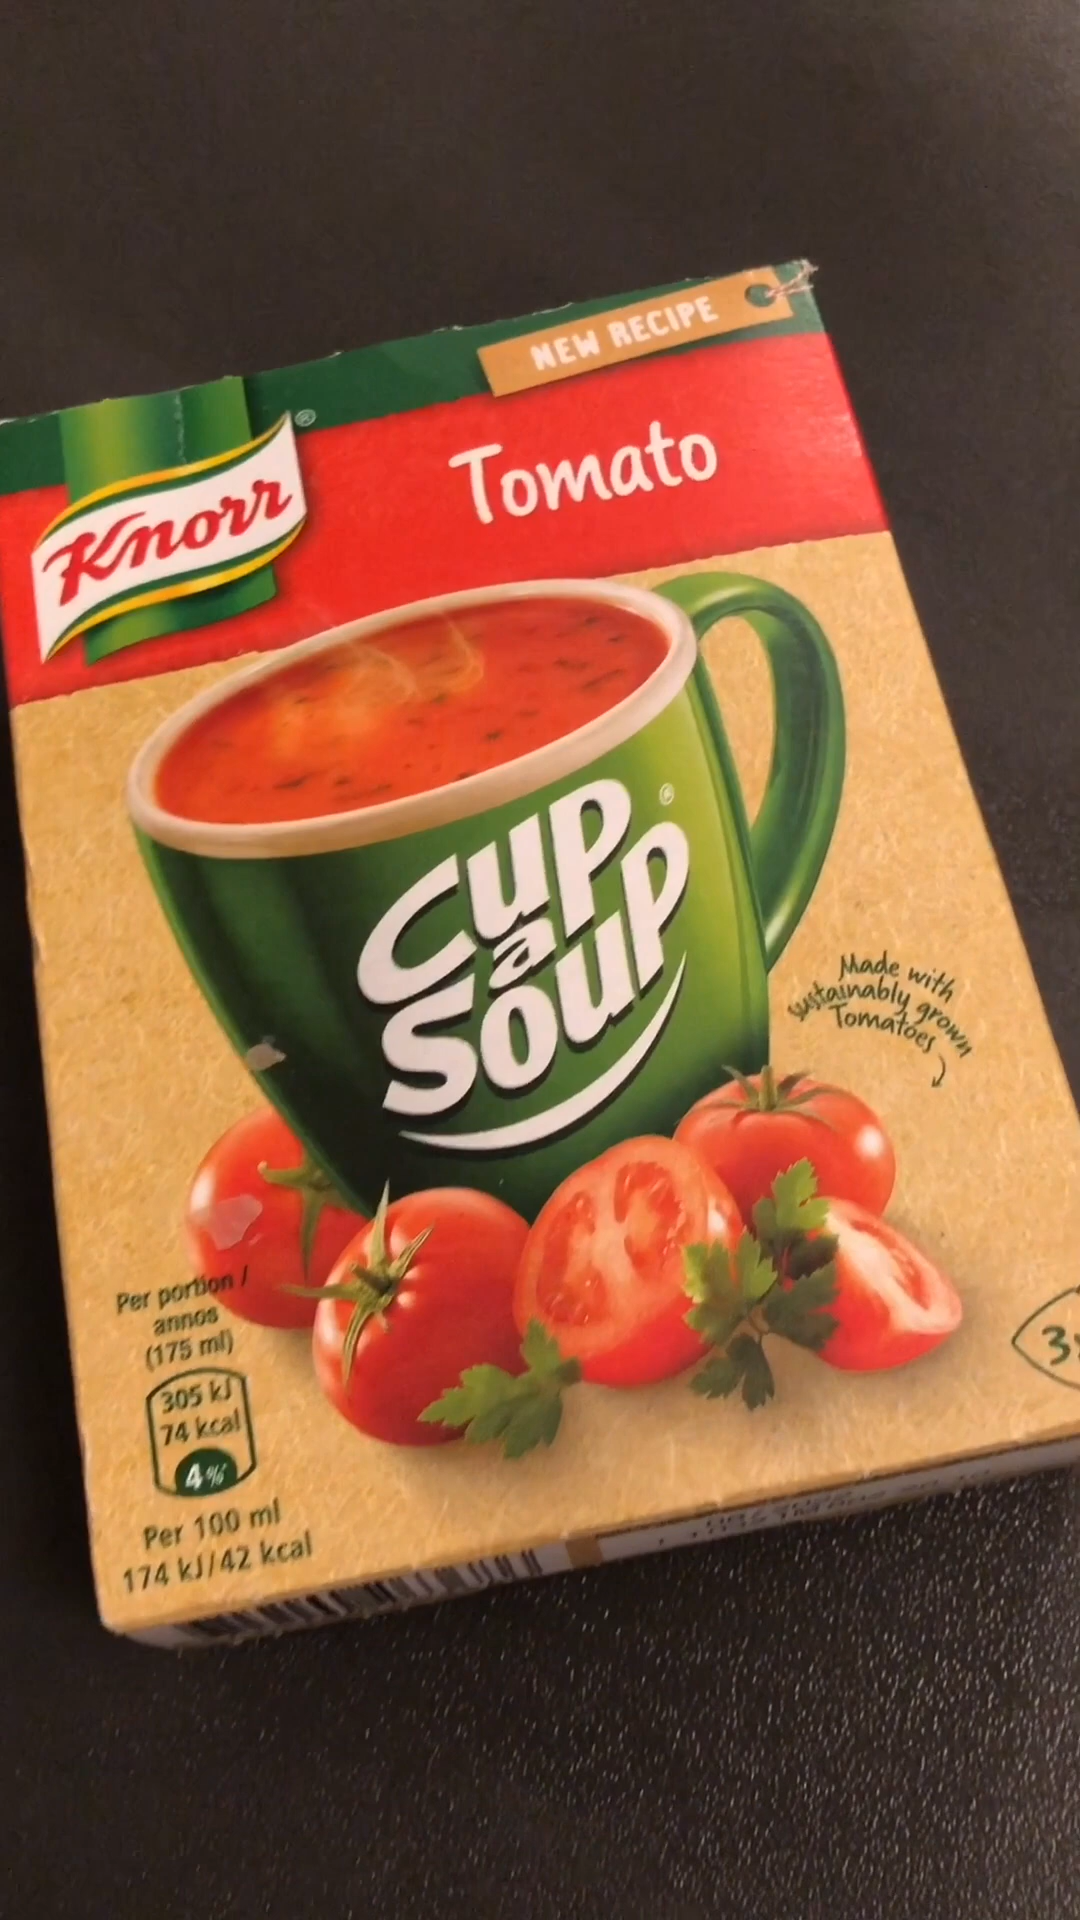 NEW RECIPE
Knorr®
Tomato
Cup
a
Soup®
Made with
sustainably grown
Tomatoes
Per portion /
annos
(175 ml)
305 kJ
74 kcal
4%
Per 100 ml
174 kJ/42 kcal